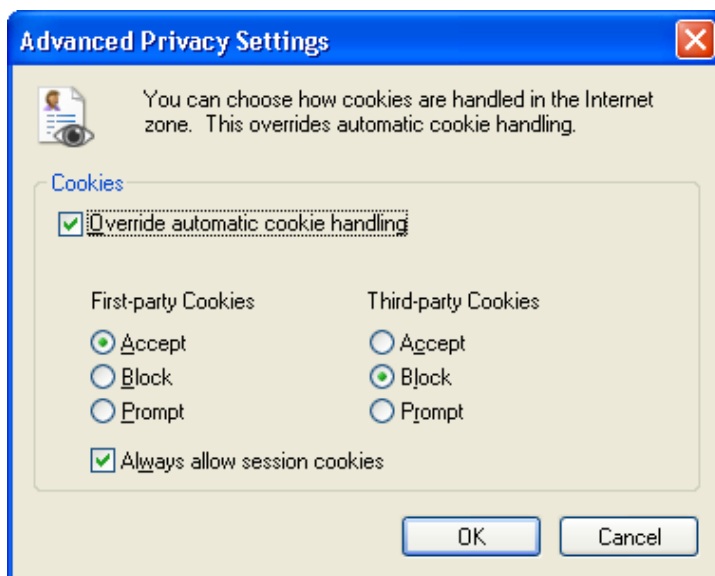 Advanced Privacy Settings
You can choose how cookies are handled in the Internet
zone. This overrides automatic cookie handling.
Cookies
Override automatic cookie handling
First-party Cookies Third-party Cookies
Accept Accept
Block Block
Prompt Prompt
Always allow session cookies
OK Cancel